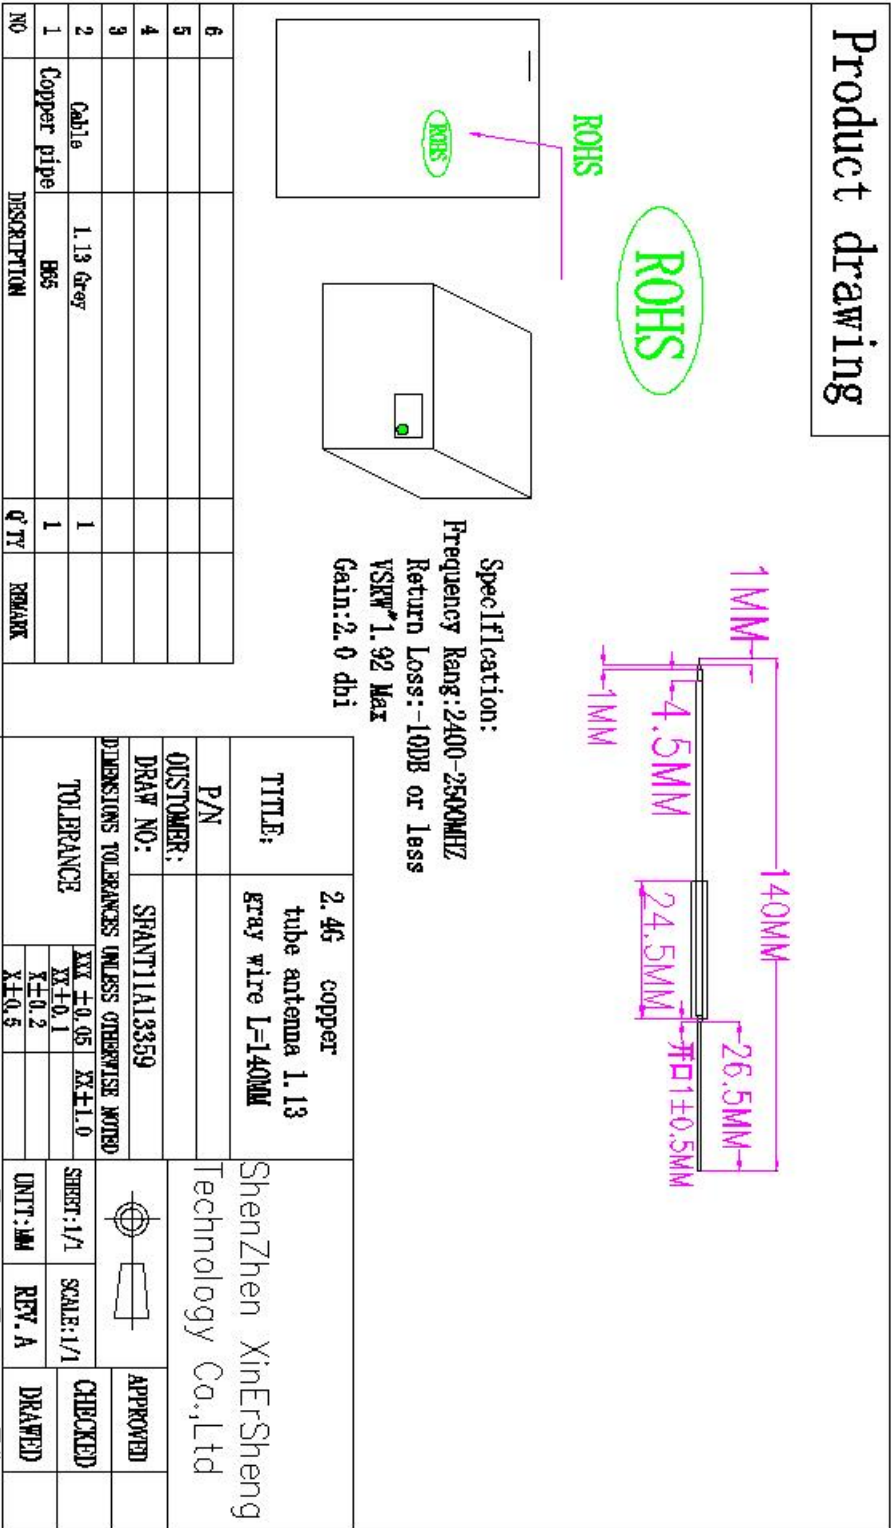 Product drawing
ROHS
ROHS
ROHS
1MM
140MM
4.5MM
1MM
24.5MM
26.5MM
开口1±0.5MM
Speclflcation:
Frequency Rang:2400-2500MHZ
Return Loss:-10DB or less
VSRW"1.92 Max
Gain:2.0 dbi
6
5
4
3
2 Cable 1.13 Grey 1
1 Copper pipe H65 1
NO DESCRIPTION Q'TY REMARK
TITLE:
2.4G copper
tube antenna 1.13
gray wire L=140MM
P/N
OUSTOMER:
DRAW NO: SFANT11A13359
DIMENSIONS TOLERANCES UNLESS OTHERWISE NOTED
TOLERANCE
XXX ±0.05 XX±1.0
XX±0.1
X±0.2
X±0.5
ShenZhen XinErSheng
Technology Co.,Ltd
SHEET:1/1 SCALE:1/1
UNIT:MM REV.A
APPROVED
CHECKED
DRAWED